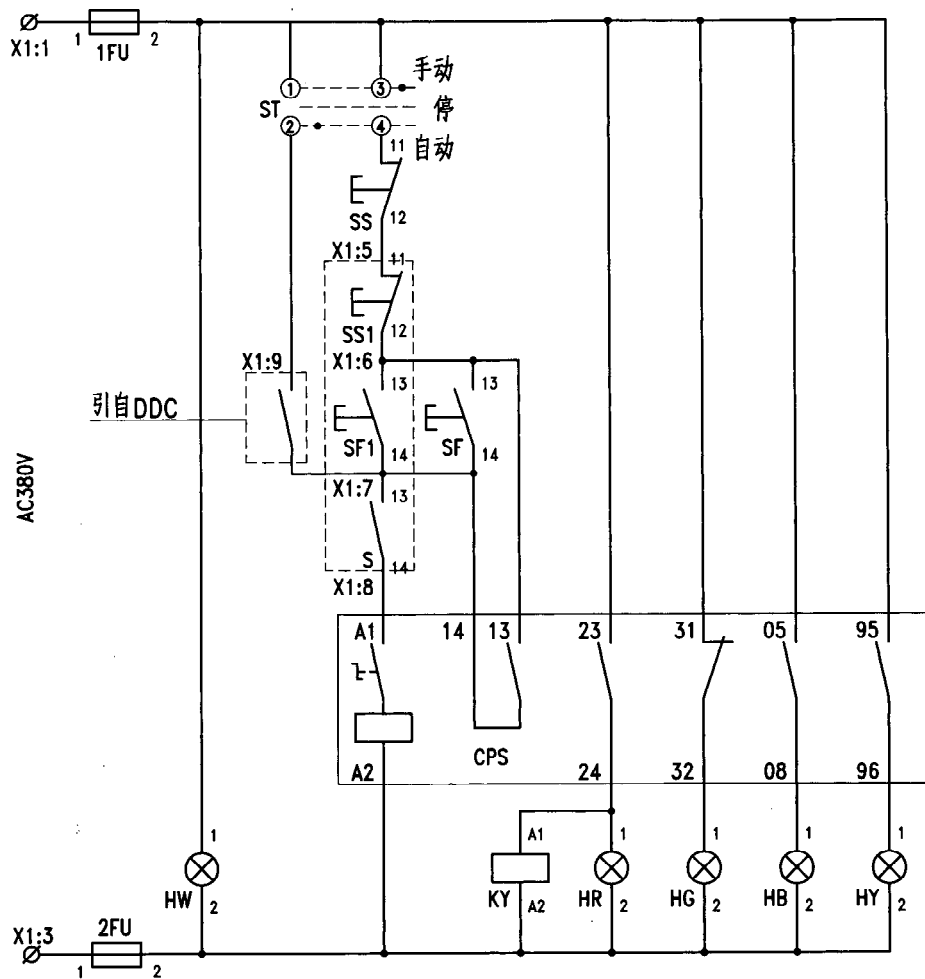 X1:1
1
1FU
2
ST
1
3
手动
停
2
4
自动
11
SS
12
X1:5
11
SS1
12
X1:9
X1:6
引自DDC
13
SF1
14
13
SF
14
X1:7
13
S
14
X1:8
AC380V
A1
14
13
23
31
05
95
CPS
A2
24
32
08
96
HW
1
2
KY
A1
A2
HR
1
2
HG
1
2
HB
1
2
HY
1
2
X1:3
1
2FU
2